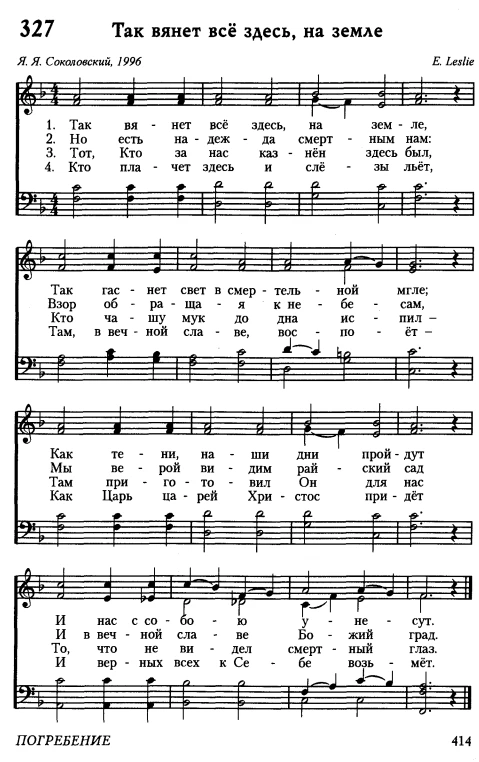 327 Так вянет всё здесь, на земле
Я. Я. Соколовский, 1996 E. Leslie
1. Так вя - нет всё здесь, на зем - ле,
2. Но есть на - деж - да смерт - ным нам:
3. Тот, Кто за нас каз - нён здесь был,
4. Кто пла - чет здесь и слё - зы льёт,
Так гас - нет свет в смер - тель - ной мгле;
Взор об - ра - ща - я к не - бе - сам,
Кто ча - шу мук до дна ис - пил –
Там, в веч - ной сла - ве, вос - по - ёт –
Как те - ни, на - ши дни прой - дут
Мы ве - рой ви - дим рай - ский сад
Там при - го - то - вил Он для нас
Как Царь ца - рей Хри - стос при - дёт
И нас с со - бо - ю у - не - сут.
И в веч - ной сла - ве Бо - жий град.
То, что не ви - дел смерт - ный глаз.
И вер - ных всех к Се - бе возь - мёт.
ПОГРЕБЕНИЕ 414